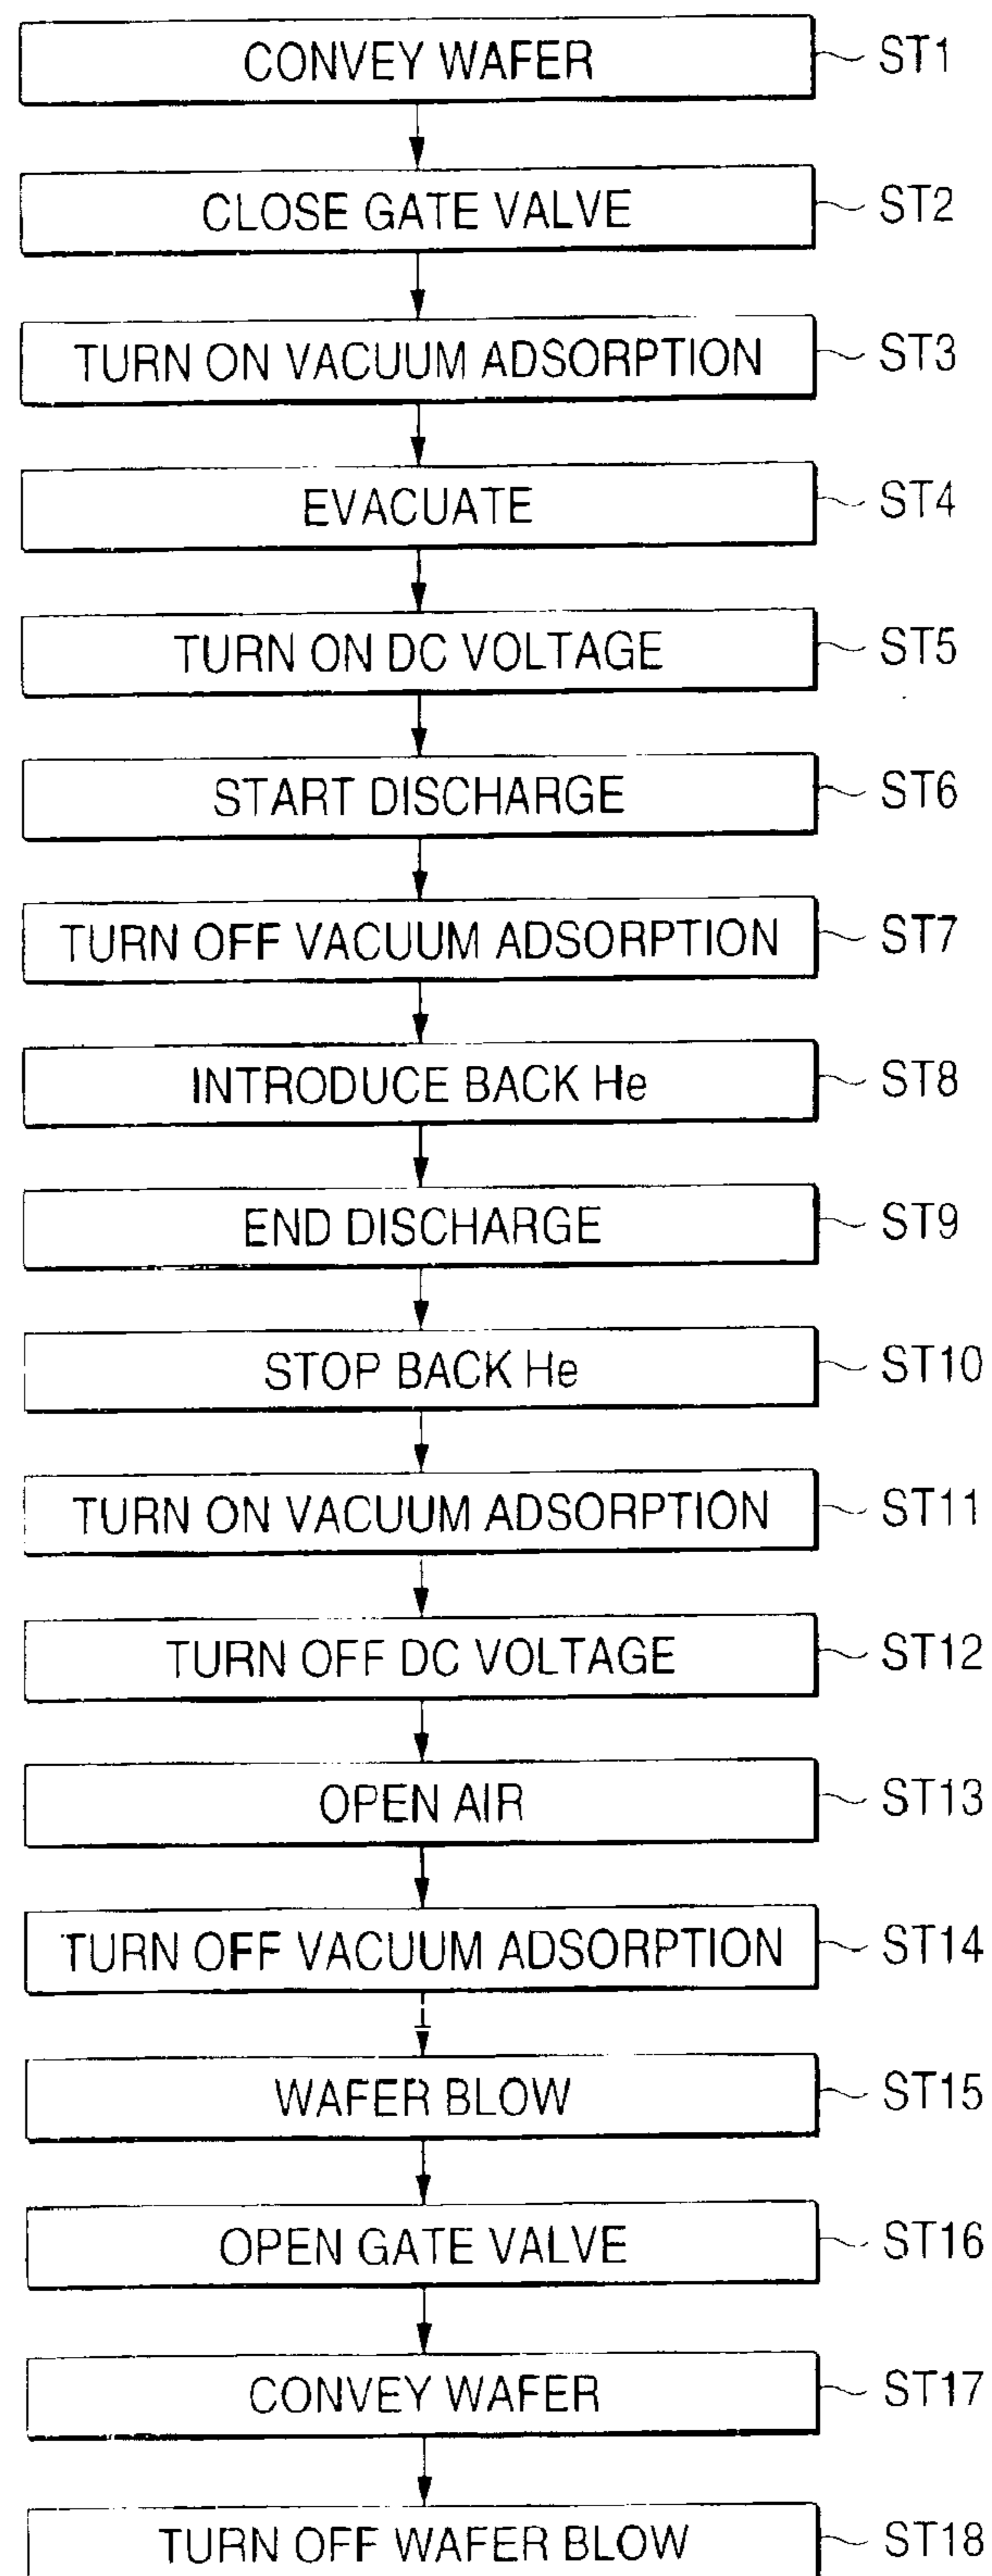 CONVEY WAFER ST1
CLOSE GATE VALVE ST2
TURN ON VACUUM ADSORPTION ST3
EVACUATE ST4
TURN ON DC VOLTAGE ST5
START DISCHARGE ST6
TURN OFF VACUUM ADSORPTION ST7
INTRODUCE BACK He ST8
END DISCHARGE ST9
STOP BACK He ST10
TURN ON VACUUM ADSORPTION ST11
TURN OFF DC VOLTAGE ST12
OPEN AIR ST13
TURN OFF VACUUM ADSORPTION ST14
WAFER BLOW ST15
OPEN GATE VALVE ST16
CONVEY WAFER ST17
TURN OFF WAFER BLOW ST18